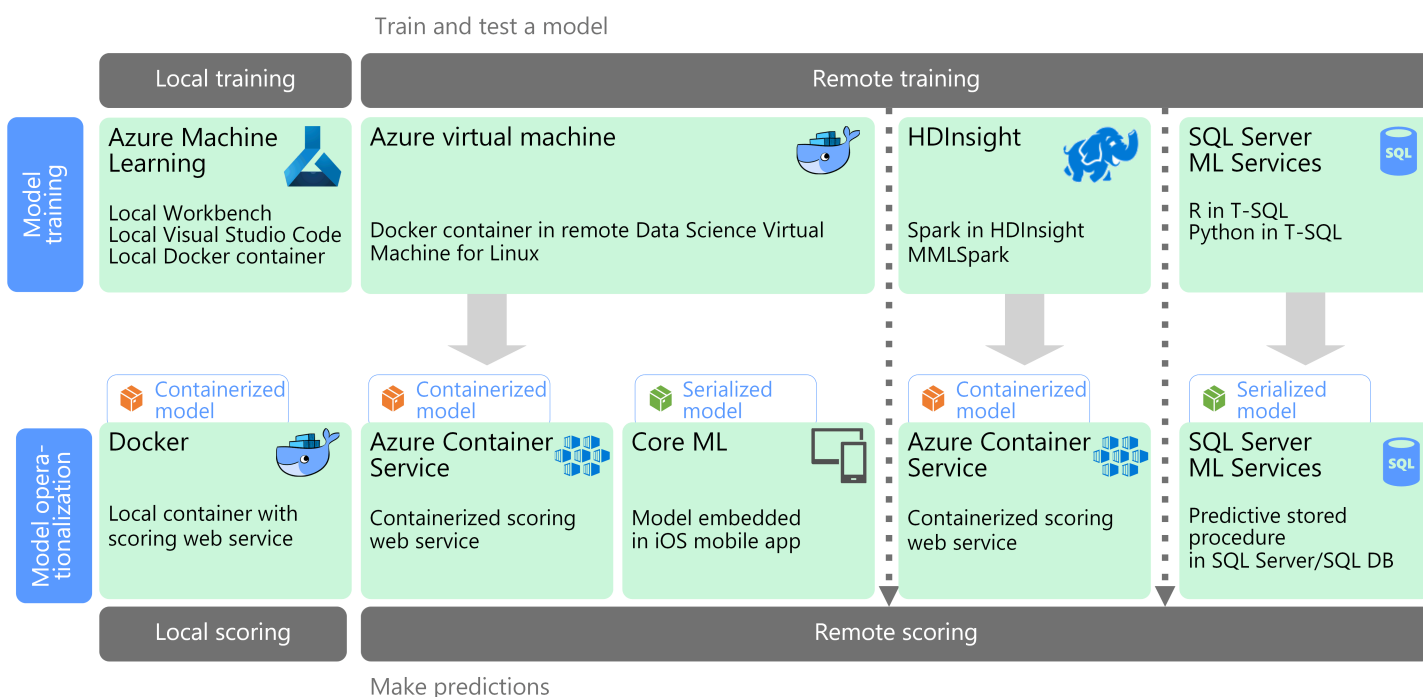 Train and test a model
Local training
Remote training
Model
training
Azure Machine
Learning
Local Workbench
Local Visual Studio Code
Local Docker container
Azure virtual machine
Docker container in remote Data Science Virtual
Machine for Linux
HDInsight
Spark in HDInsight
MMLSpark
SQL Server
ML Services
SQL
R in T-SQL
Python in T-SQL
Model opera-
tionalization
Containerized
model
Docker
Local container with
scoring web service
Containerized
model
Azure Container
Service
Containerized scoring
web service
Serialized
model
Core ML
Model embedded
in iOS mobile app
Containerized
model
Azure Container
Service
Containerized scoring
web service
Serialized
model
SQL Server
ML Services
SQL
Predictive stored
procedure
in SQL Server/SQL DB
Local scoring
Remote scoring
Make predictions